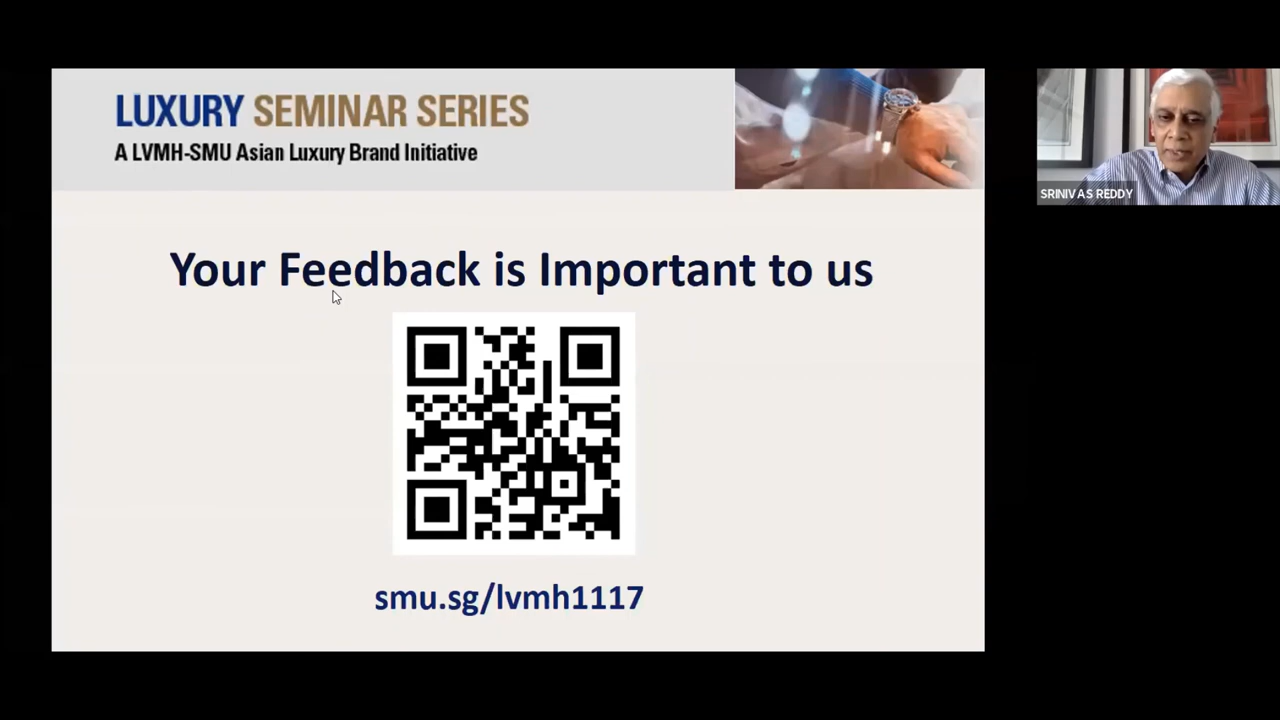 LUXURY SEMINAR SERIES
A LVMH-SMU Asian Luxury Brand Initiative
SRINIVAS REDDY
Your Feedback is Important to us
smu.sg/lvmh1117